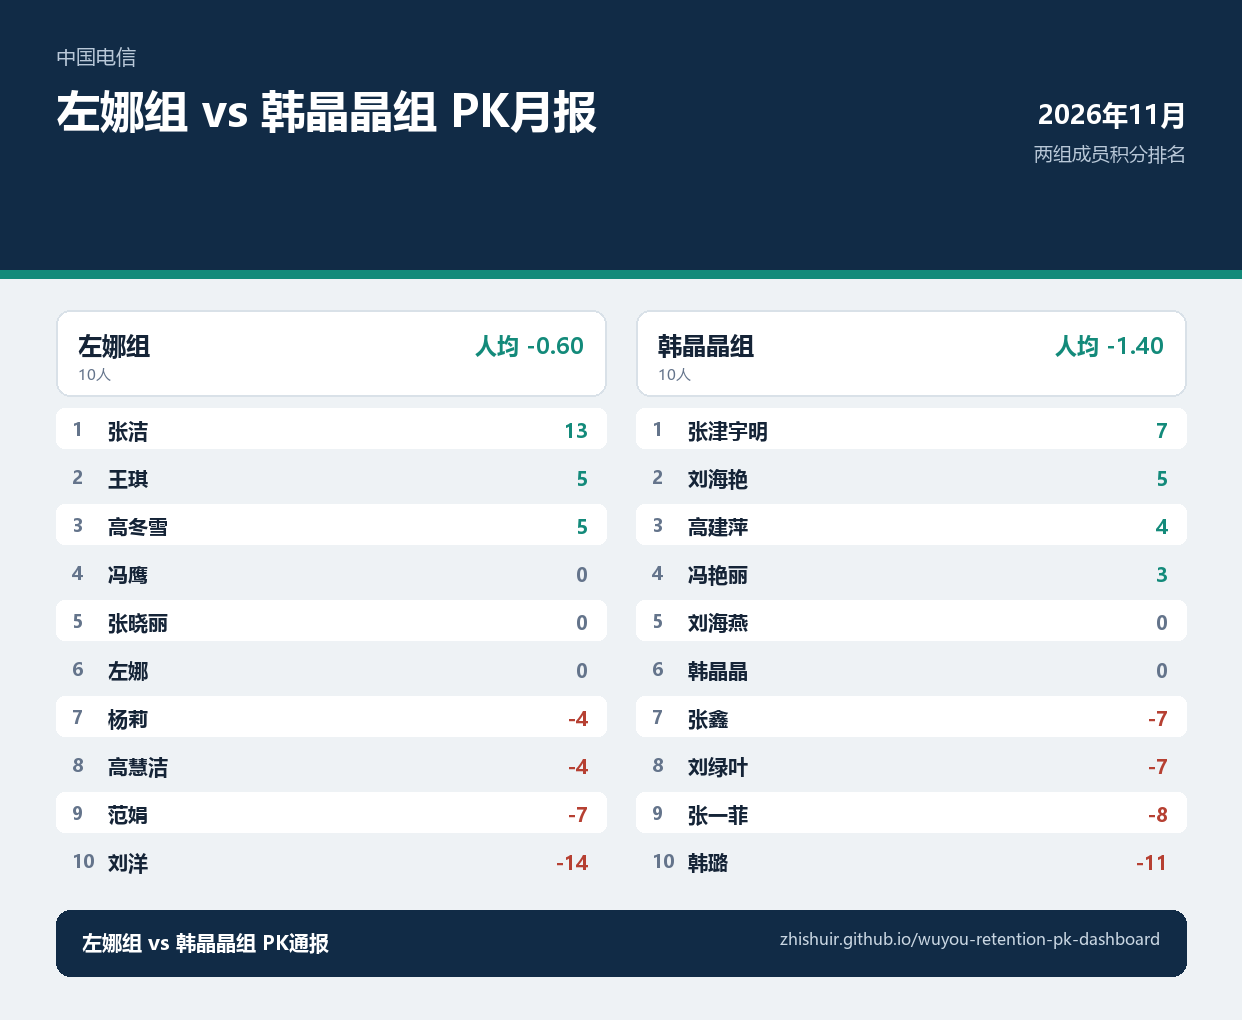 中国电信
左娜组 vs 韩晶晶组 PK月报
2026年11月
两组成员积分排名
左娜组
人均 -0.60
10人
1 张洁 13
2 王琪 5
3 高冬雪 5
4 冯鹰 0
5 张晓丽 0
6 左娜 0
7 杨莉 -4
8 高慧洁 -4
9 范娟 -7
10 刘洋 -14
韩晶晶组
人均 -1.40
10人
1 张津宇明 7
2 刘海艳 5
3 高建萍 4
4 冯艳丽 3
5 刘海燕 0
6 韩晶晶 0
7 张鑫 -7
8 刘绿叶 -7
9 张一菲 -8
10 韩璐 -11
左娜组 vs 韩晶晶组 PK通报
zhishuir.github.io/wuyou-retention-pk-dashboard